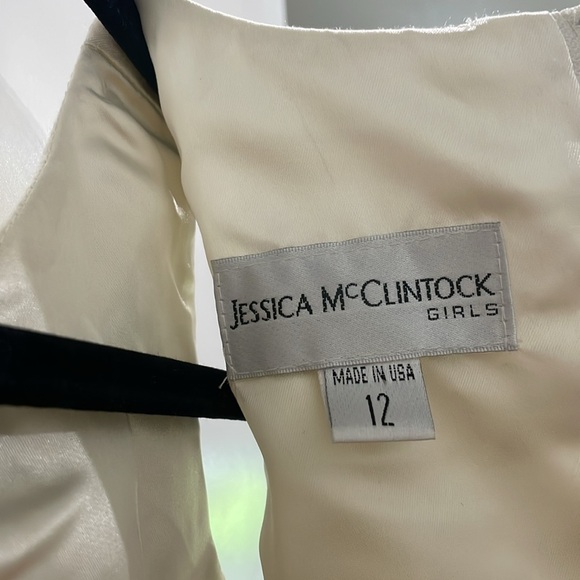 JESSICA McCLINTOCK
GIRLS
MADE IN USA
12